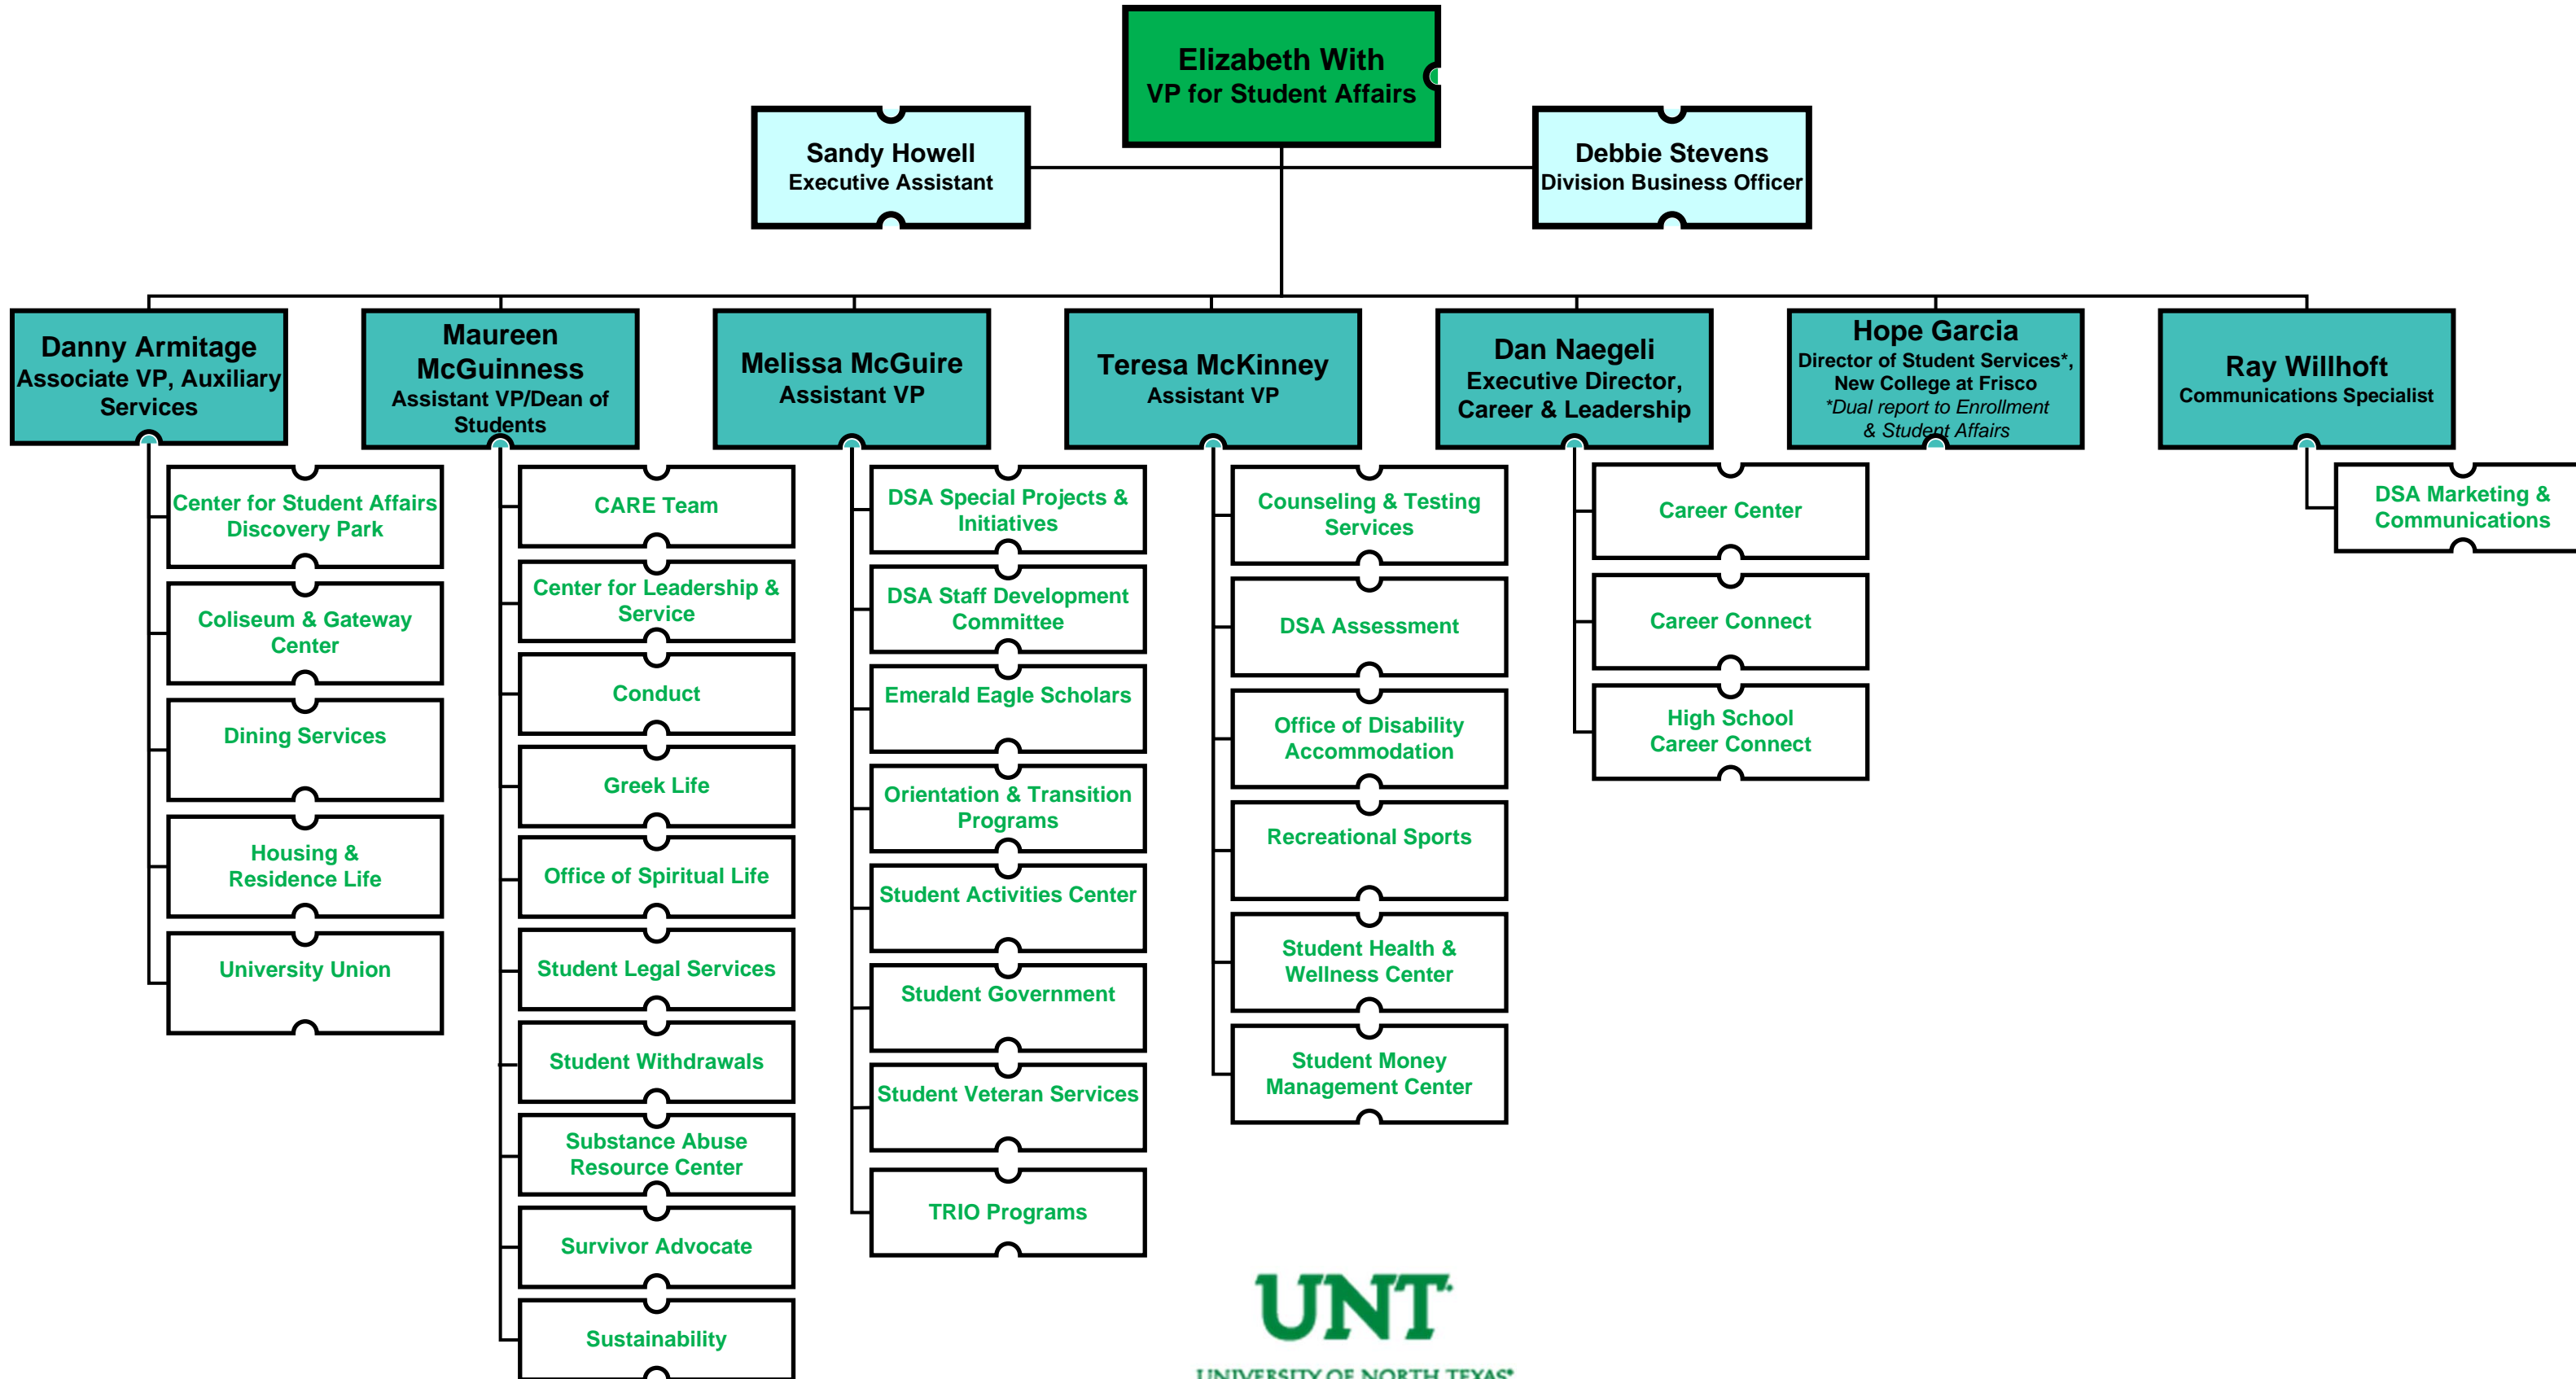 Elizabeth With
VP for Student Affairs
Sandy Howell
Executive Assistant
Debbie Stevens
Division Business Officer
Danny Armitage
Associate VP, Auxiliary
Services
Maureen
McGuinness
Assistant VP/Dean of
Students
Melissa McGuire
Assistant VP
Teresa McKinney
Assistant VP
Dan Naegeli
Executive Director,
Career & Leadership
Hope Garcia
Director of Student Services*,
New College at Frisco
*Dual report to Enrollment
& Student Affairs
Ray Willhoft
Communications Specialist
Center for Student Affairs
Discovery Park
Coliseum & Gateway
Center
Dining Services
Housing &
Residence Life
University Union
CARE Team
Center for Leadership &
Service
Conduct
Greek Life
Office of Spiritual Life
Student Legal Services
Student Withdrawals
Substance Abuse
Resource Center
Survivor Advocate
Sustainability
DSA Special Projects &
Initiatives
DSA Staff Development
Committee
Emerald Eagle Scholars
Orientation & Transition
Programs
Student Activities Center
Student Government
Student Veteran Services
TRIO Programs
Counseling & Testing
Services
DSA Assessment
Office of Disability
Accommodation
Recreational Sports
Student Health &
Wellness Center
Student Money
Management Center
Career Center
Career Connect
High School
Career Connect
DSA Marketing &
Communications
UNT
UNIVERSITY OF NORTH TEXAS